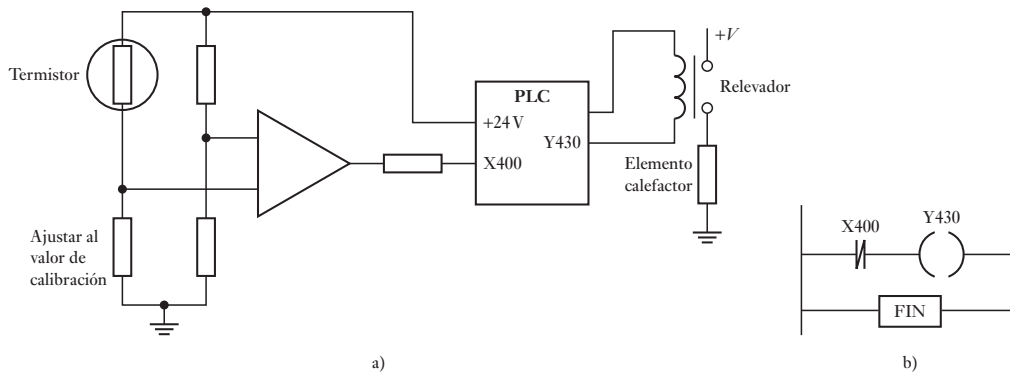 +V
Termistor
Relevador
PLC
+24 V
Y430
X400
Elemento
calefactor
Ajustar al
valor de
calibración
X400
Y430
FIN
a)
b)